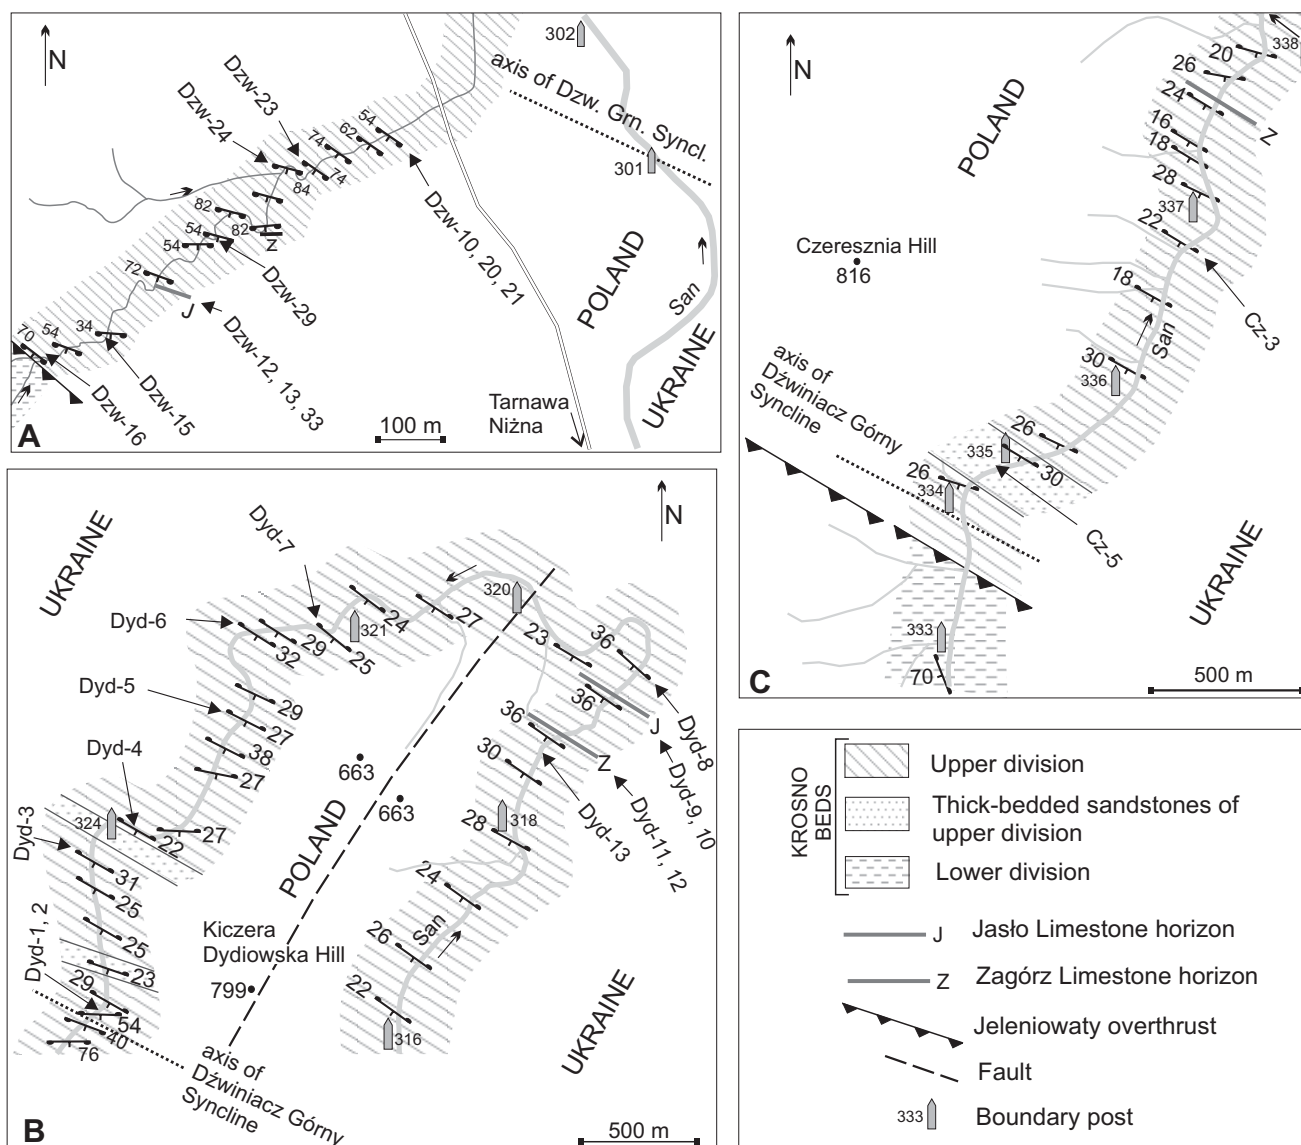 N
302
axis of Dzw. Grn. Syncl.
301
Dzw-23
Dzw-24
54
62
74
74
84
82
82
54
54
Z
72
J
34
54
70
Dzw-10, 20, 21
Dzw-29
Dzw-12, 13, 33
Dzw-15
Dzw-16
POLAND
San
UKRAINE
Tarnawa
Niżna
100 m
A
N
UKRAINE
Dyd-7
Dyd-6
Dyd-5
Dyd-4
Dyd-3
Dyd-1, 2
320
321
24
27
25
29
32
29
27
38
27
324
22
27
31
25
25
23
29
54
40
76
23
36
36
J
36
Z
30
318
28
24
26
22
316
Dyd-8
Dyd-9, 10
Dyd-11, 12
Dyd-13
663
663
POLAND
Kiczera
Dydiowska Hill
799
San
UKRAINE
axis of
Dźwiniacz Górny
Syncline
500 m
B
N
POLAND
338
20
26
24
Z
16
18
28
337
22
Czeresznia Hill
816
18
San
Cz-3
30
336
axis of
Dźwiniacz Górny
Syncline
26
335
30
26
334
Cz-5
UKRAINE
333
70
500 m
C
KROSNO
BEDS
Upper division
Thick-bedded sandstones of
upper division
Lower division
J Jasło Limestone horizon
Z Zagórz Limestone horizon
Jeleniowaty overthrust
Fault
333 Boundary post